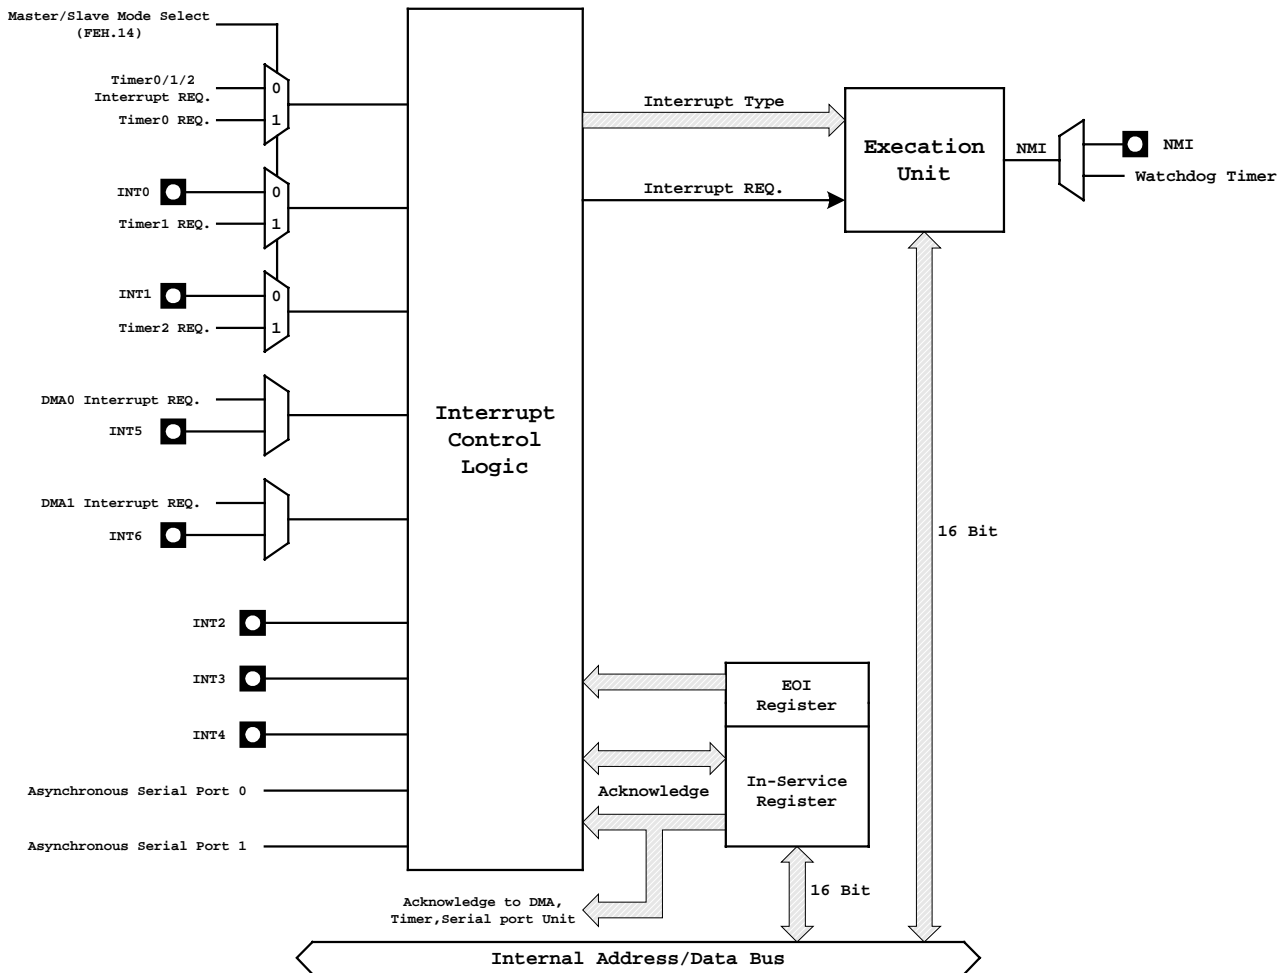 Master/Slave Mode Select
(FEH.14)
Timer0/1/2
Interrupt REQ.
Timer0 REQ.
0
1
INT0
Timer1 REQ.
0
1
INT1
Timer2 REQ.
0
1
DMA0 Interrupt REQ.
INT5
DMA1 Interrupt REQ.
INT6
INT2
INT3
INT4
Asynchronous Serial Port 0
Asynchronous Serial Port 1
Interrupt
Control
Logic
Interrupt Type
Interrupt REQ.
Execation
Unit
NMI
NMI
Watchdog Timer
16 Bit
EOI
Register
In-Service
Register
Acknowledge
16 Bit
Acknowledge to DMA,
Timer,Serial port Unit
Internal Address/Data Bus